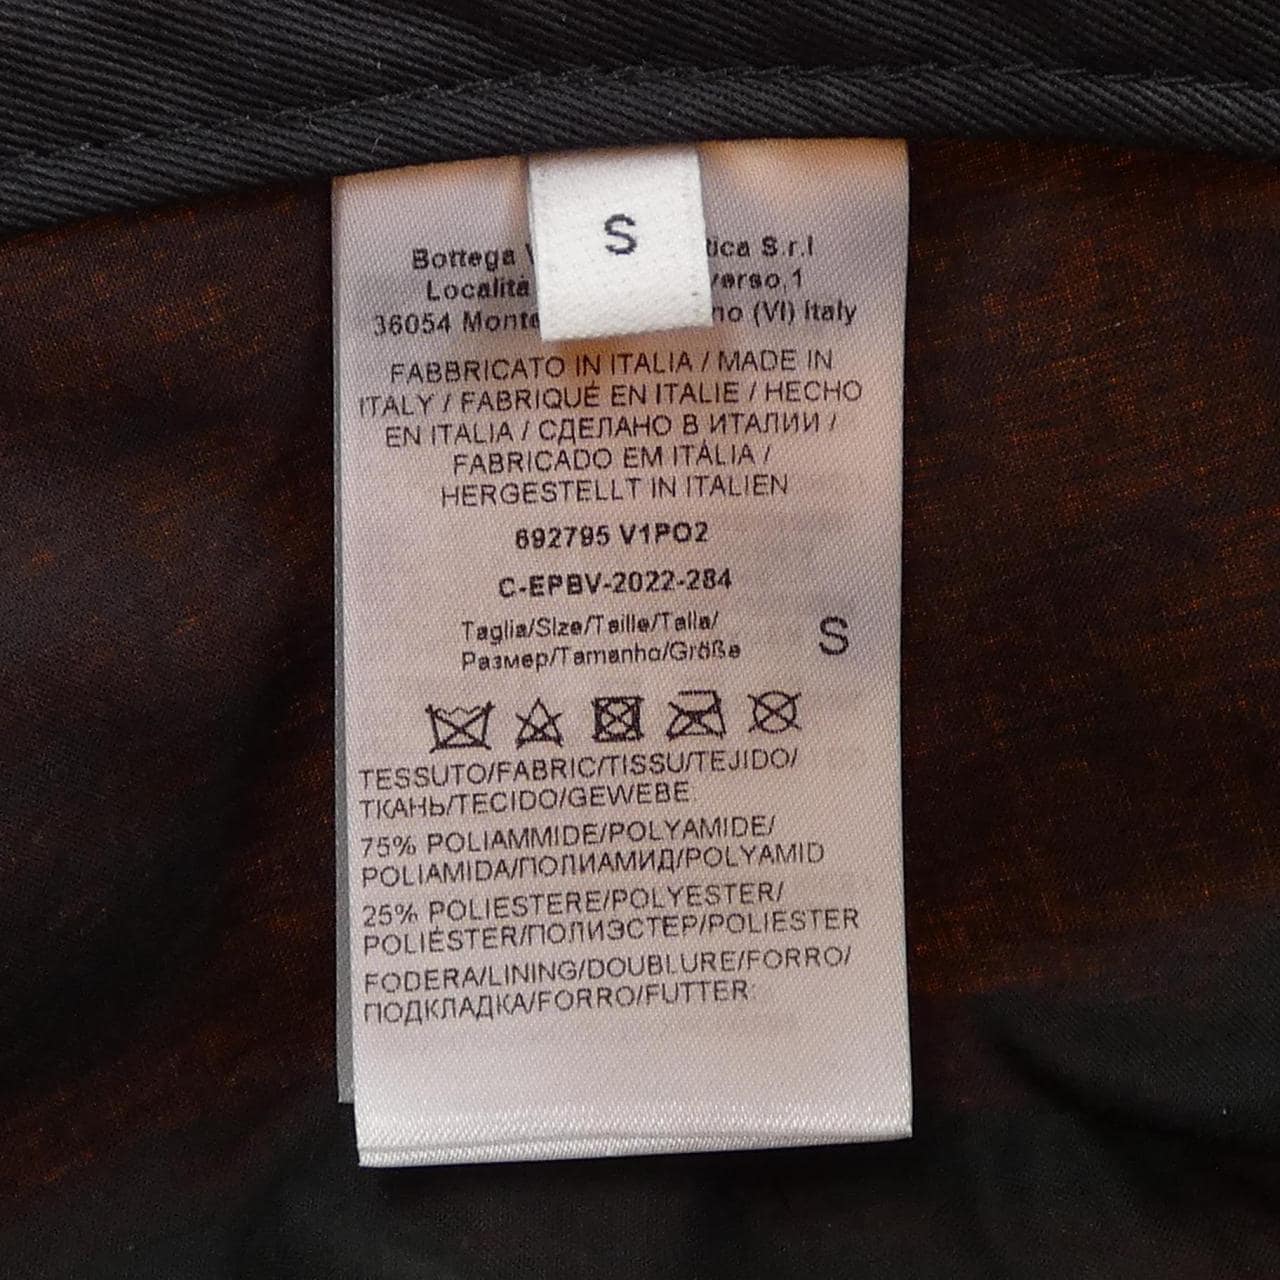 S
Bottega ica S.r.l
Località erso,1
36054 Monte no (VI) Italy
FABBRICATO IN ITALIA / MADE IN
ITALY / FABRIQUÉ EN ITALIE / HECHO
EN ITALIA / СДЕЛАНО В ИТАЛИИ /
FABRICADO EM ITÁLIA /
HERGESTELLT IN ITALIEN
692795 V1PO2
C-EPBV-2022-284
Taglia/Size/Taille/Talla/
Размер/Tamanho/Größe S
TESSUTO/FABRIC/TISSU/TEJIDO/
ТКАНЬ/TECIDO/GEWEBE
75% POLIAMMIDE/POLYAMIDE/
POLIAMIDA/ПОЛИАМИД/POLYAMID
25% POLIESTERE/POLYESTER/
POLIÉSTER/ПОЛИЭСТЕР/POLIESTER
FODERA/LINING/DOUBLURE/FORRO/
ПОДКЛАДКА/FORRO/FUTTER: